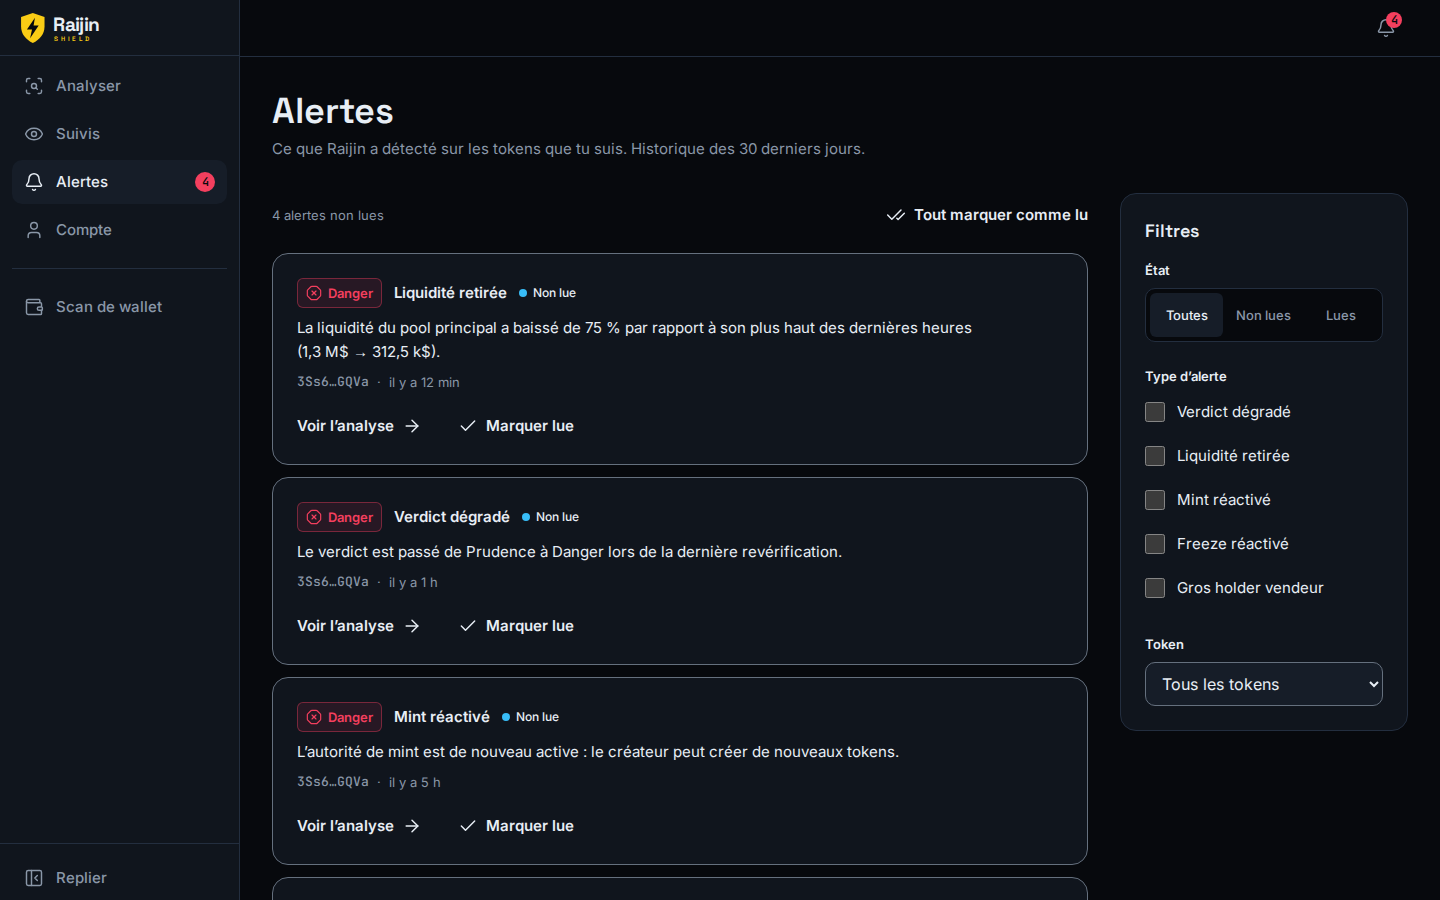 Raijin
SHIELD
4
Analyser
Suivis
Alertes
4
Compte
Scan de wallet
Replier
Alertes
Ce que Raijin a détecté sur les tokens que tu suis. Historique des 30 derniers jours.
4 alertes non lues
Tout marquer comme lu
Danger Liquidité retirée Non lue
La liquidité du pool principal a baissé de 75 % par rapport à son plus haut des dernières heures
(1,3 M$ → 312,5 k$).
3Ss6…GQVa · il y a 12 min
Voir l’analyse Marquer lue
Danger Verdict dégradé Non lue
Le verdict est passé de Prudence à Danger lors de la dernière revérification.
3Ss6…GQVa · il y a 1 h
Voir l’analyse Marquer lue
Danger Mint réactivé Non lue
L’autorité de mint est de nouveau active : le créateur peut créer de nouveaux tokens.
3Ss6…GQVa · il y a 5 h
Voir l’analyse Marquer lue
Filtres
État
Toutes Non lues Lues
Type d’alerte
Verdict dégradé
Liquidité retirée
Mint réactivé
Freeze réactivé
Gros holder vendeur
Token
Tous les tokens